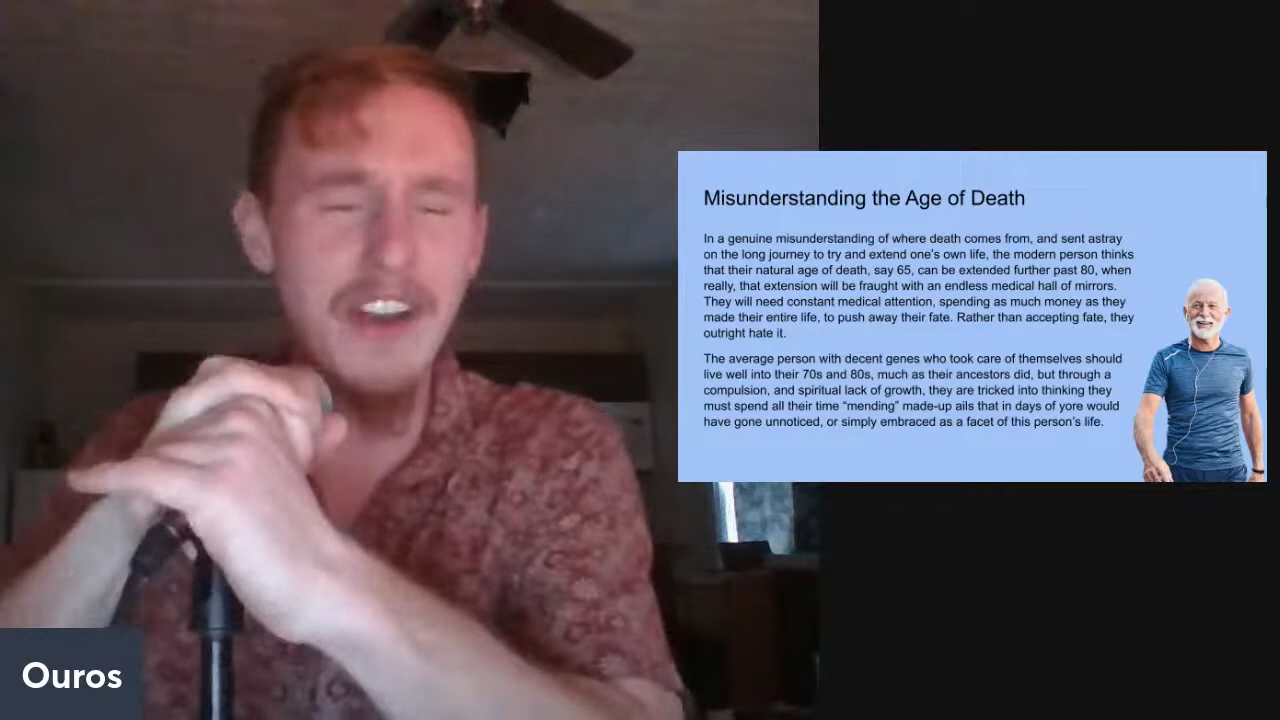 Misunderstanding the Age of Death
In a genuine misunderstanding of where death comes from, and sent astray
on the long journey to try and extend one's own life, the modern person thinks
that their natural age of death, say 65, can be extended further past 80, when
really, that extension will be fraught with an endless medical hall of mirrors.
They will need constant medical attention, spending as much money as they
made their entire life, to push away their fate. Rather than accepting fate, they
outright hate it.
The average person with decent genes who took care of themselves should
live well into their 70s and 80s, much as their ancestors did, but through a
compulsion, and spiritual lack of growth, they are tricked into thinking they
must spend all their time “mending” made-up ails that in days of yore would
have gone unnoticed, or simply embraced as a facet of this person's life.
Ouros